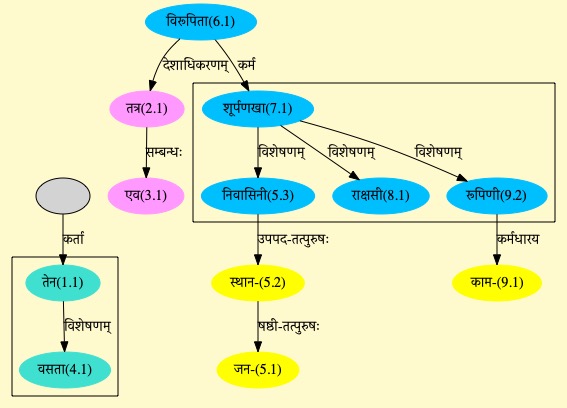 विरूपिता(6.1)
देशाधिकरणम् कर्म
तत्र(2.1) शूर्पणखा(7.1)
सम्बन्धः विशेषणम् विशेषणम् विशेषणम्
एव(3.1) निवासिनी(5.3) राक्षसी(8.1) रूपिणी(9.2)
कर्ता उपपद-तत्पुरुषः कर्मधारय
तेन(1.1) स्थान-(5.2) काम-(9.1)
विशेषणम् षष्ठी-तत्पुरुषः
वसता(4.1) जन-(5.1)